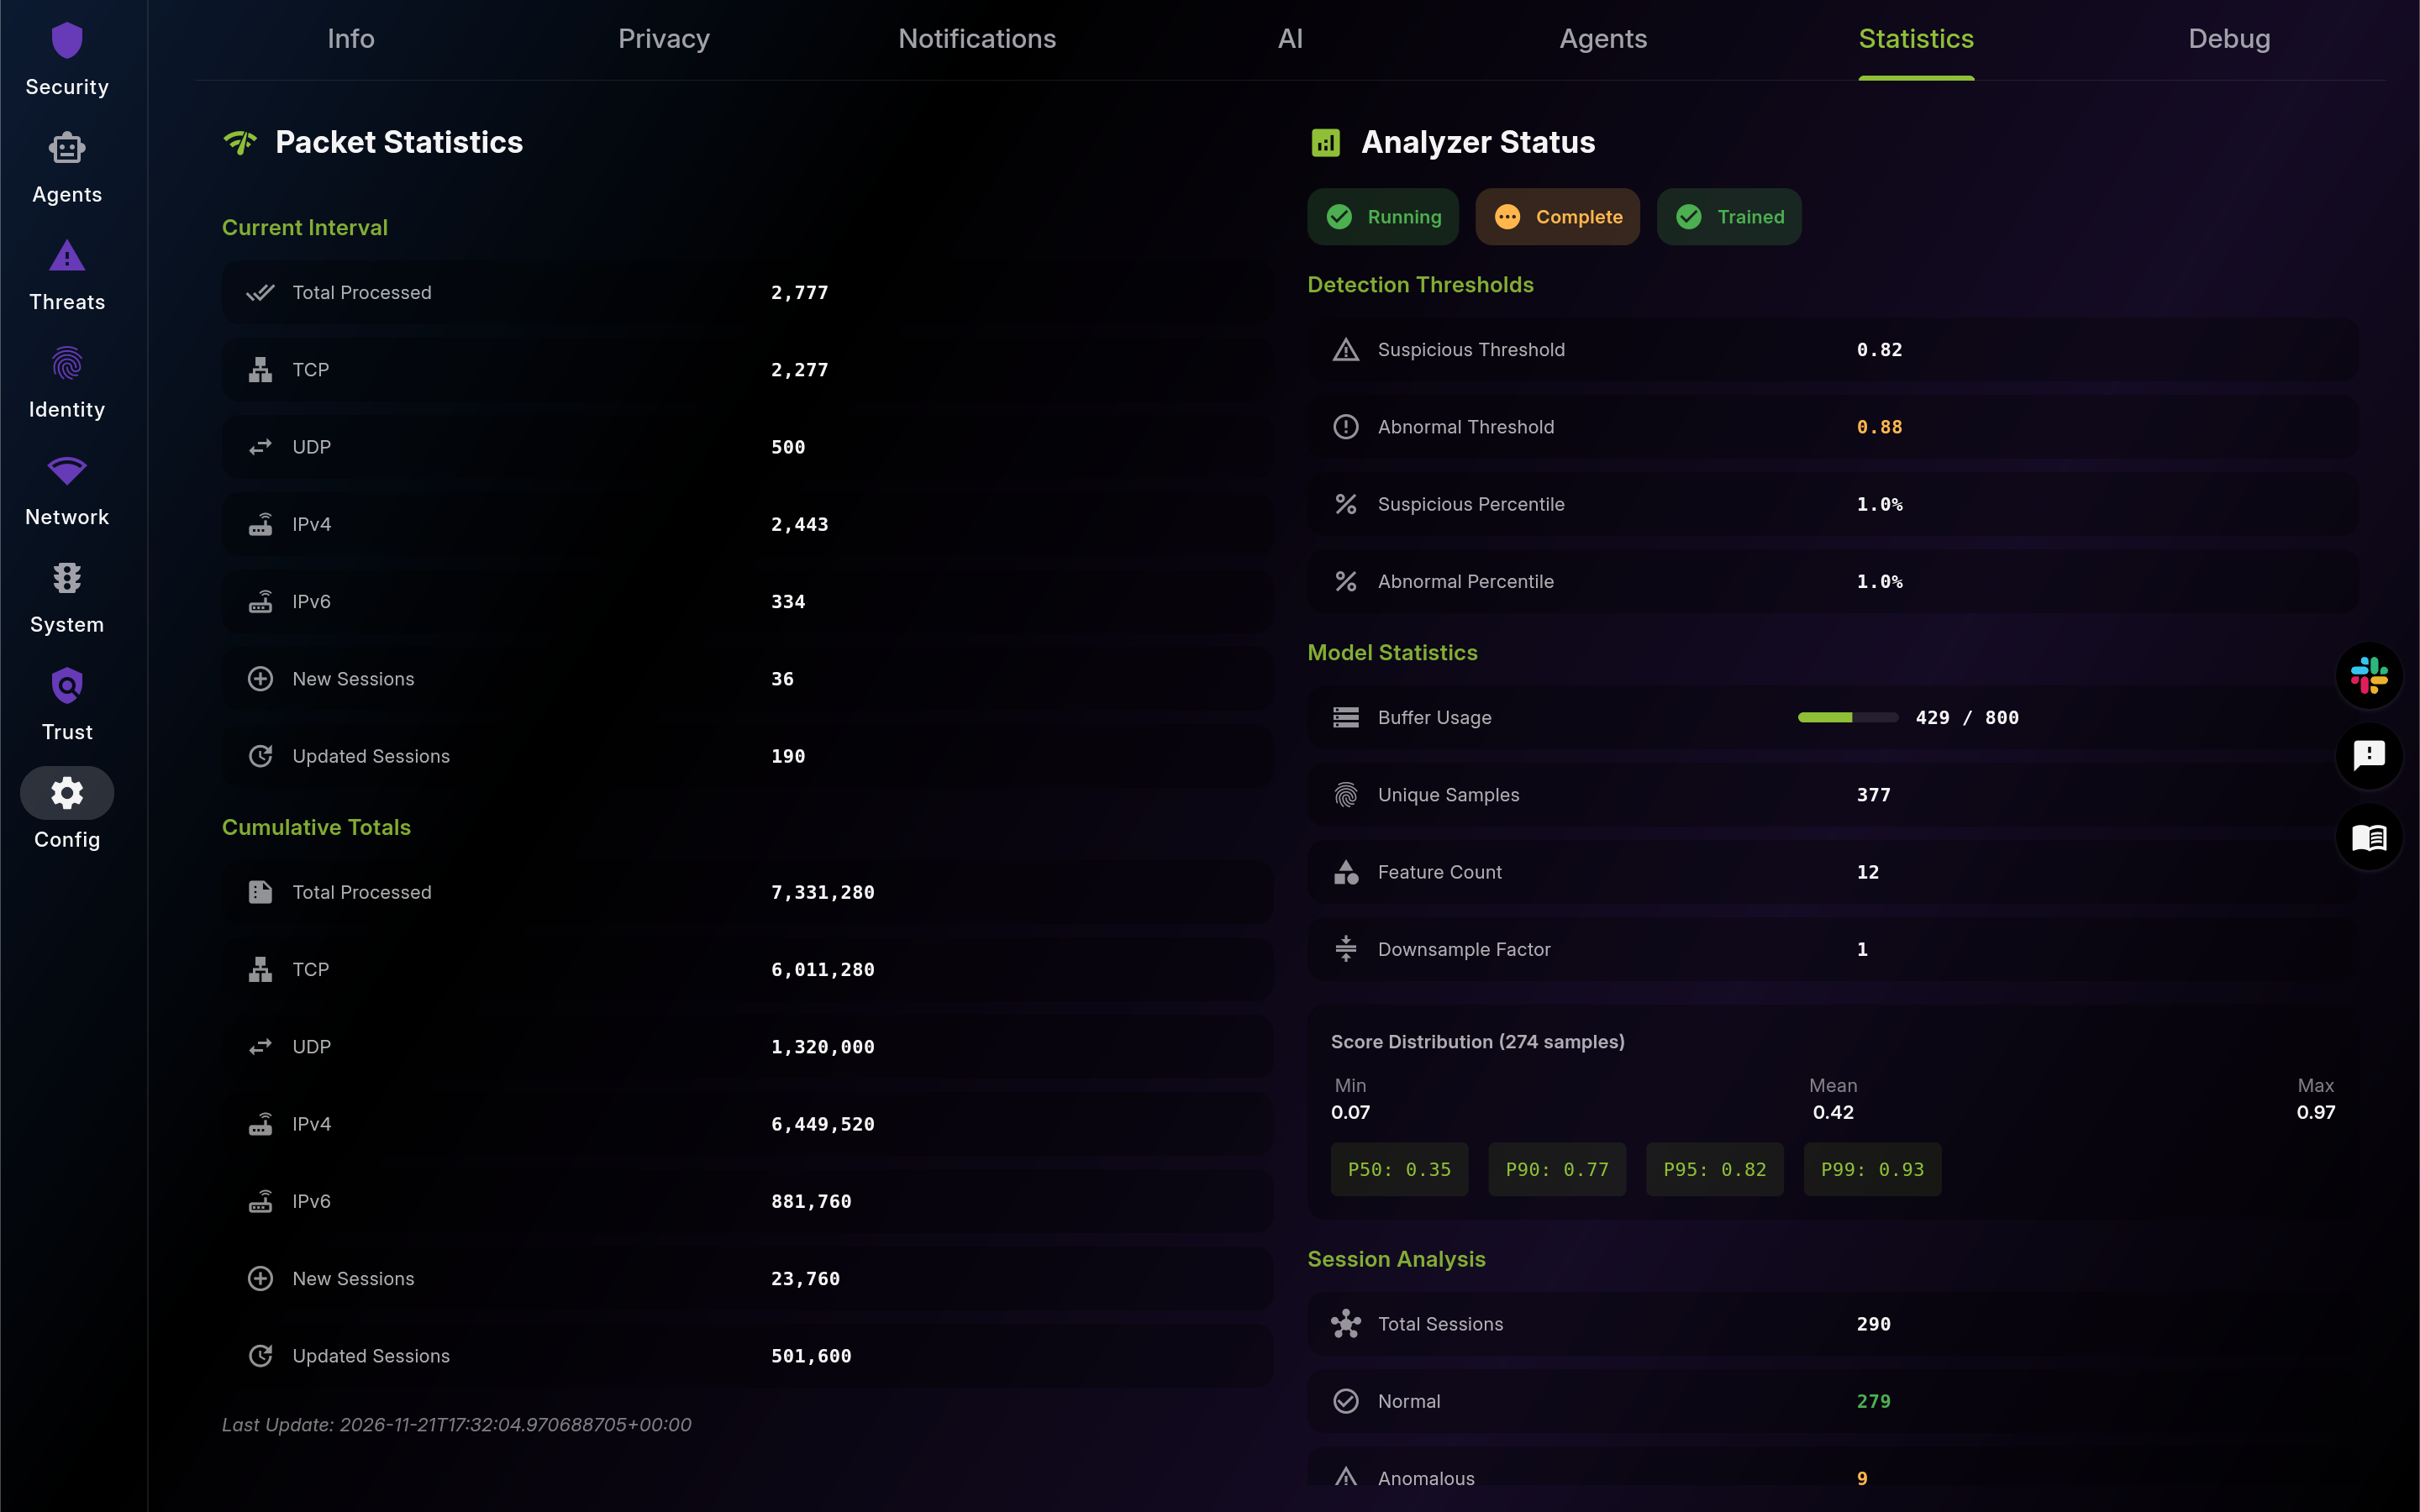 Security
Agents
Threats
Identity
Network
System
Trust
Config
Info Privacy Notifications AI Agents Statistics Debug
Packet Statistics
Current Interval
Total Processed 2,777
TCP 2,277
UDP 500
IPv4 2,443
IPv6 334
New Sessions 36
Updated Sessions 190
Cumulative Totals
Total Processed 7,331,280
TCP 6,011,280
UDP 1,320,000
IPv4 6,449,520
IPv6 881,760
New Sessions 23,760
Updated Sessions 501,600
Last Update: 2026-11-21T17:32:04.970688705+00:00
Analyzer Status
Running Complete Trained
Detection Thresholds
Suspicious Threshold 0.82
Abnormal Threshold 0.88
Suspicious Percentile 1.0%
Abnormal Percentile 1.0%
Model Statistics
Buffer Usage 429 / 800
Unique Samples 377
Feature Count 12
Downsample Factor 1
Score Distribution (274 samples)
Min Mean Max
0.07 0.42 0.97
P50: 0.35 P90: 0.77 P95: 0.82 P99: 0.93
Session Analysis
Total Sessions 290
Normal 279
Anomalous 9